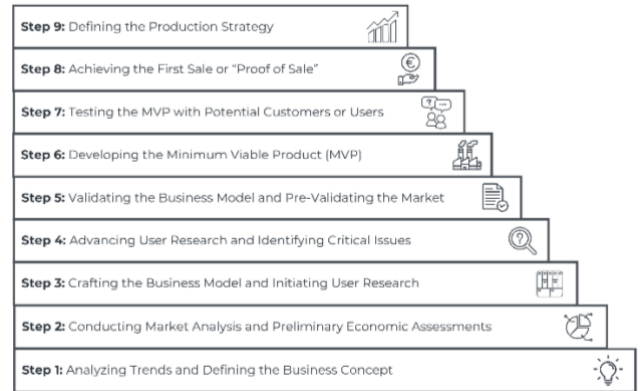 Step 9: Defining the Production Strategy
Step 8: Achieving the First Sale or “Proof of Sale”
Step 7: Testing the MVP with Potential Customers or Users
Step 6: Developing the Minimum Viable Product (MVP)
Step 5: Validating the Business Model and Pre-Validating the Market
Step 4: Advancing User Research and Identifying Critical Issues
Step 3: Crafting the Business Model and Initiating User Research
Step 2: Conducting Market Analysis and Preliminary Economic Assessments
Step 1: Analyzing Trends and Defining the Business Concept